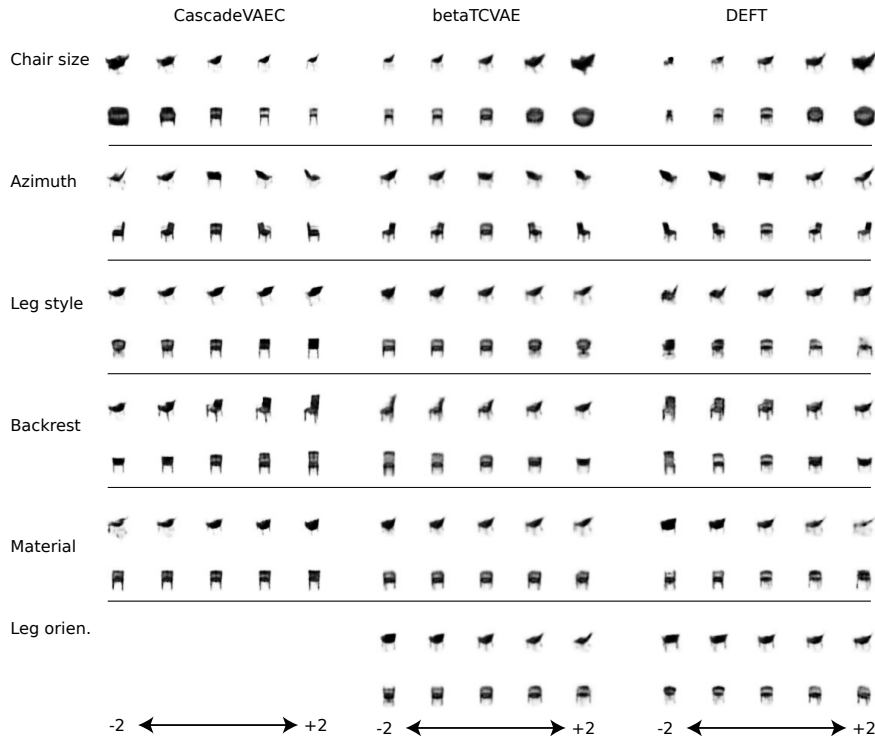 CascadeVAEC betaTCVAE DEFT
Chair size
Azimuth
Leg style
Backrest
Material
Leg orien.
-2 +2 -2 +2 -2 +2